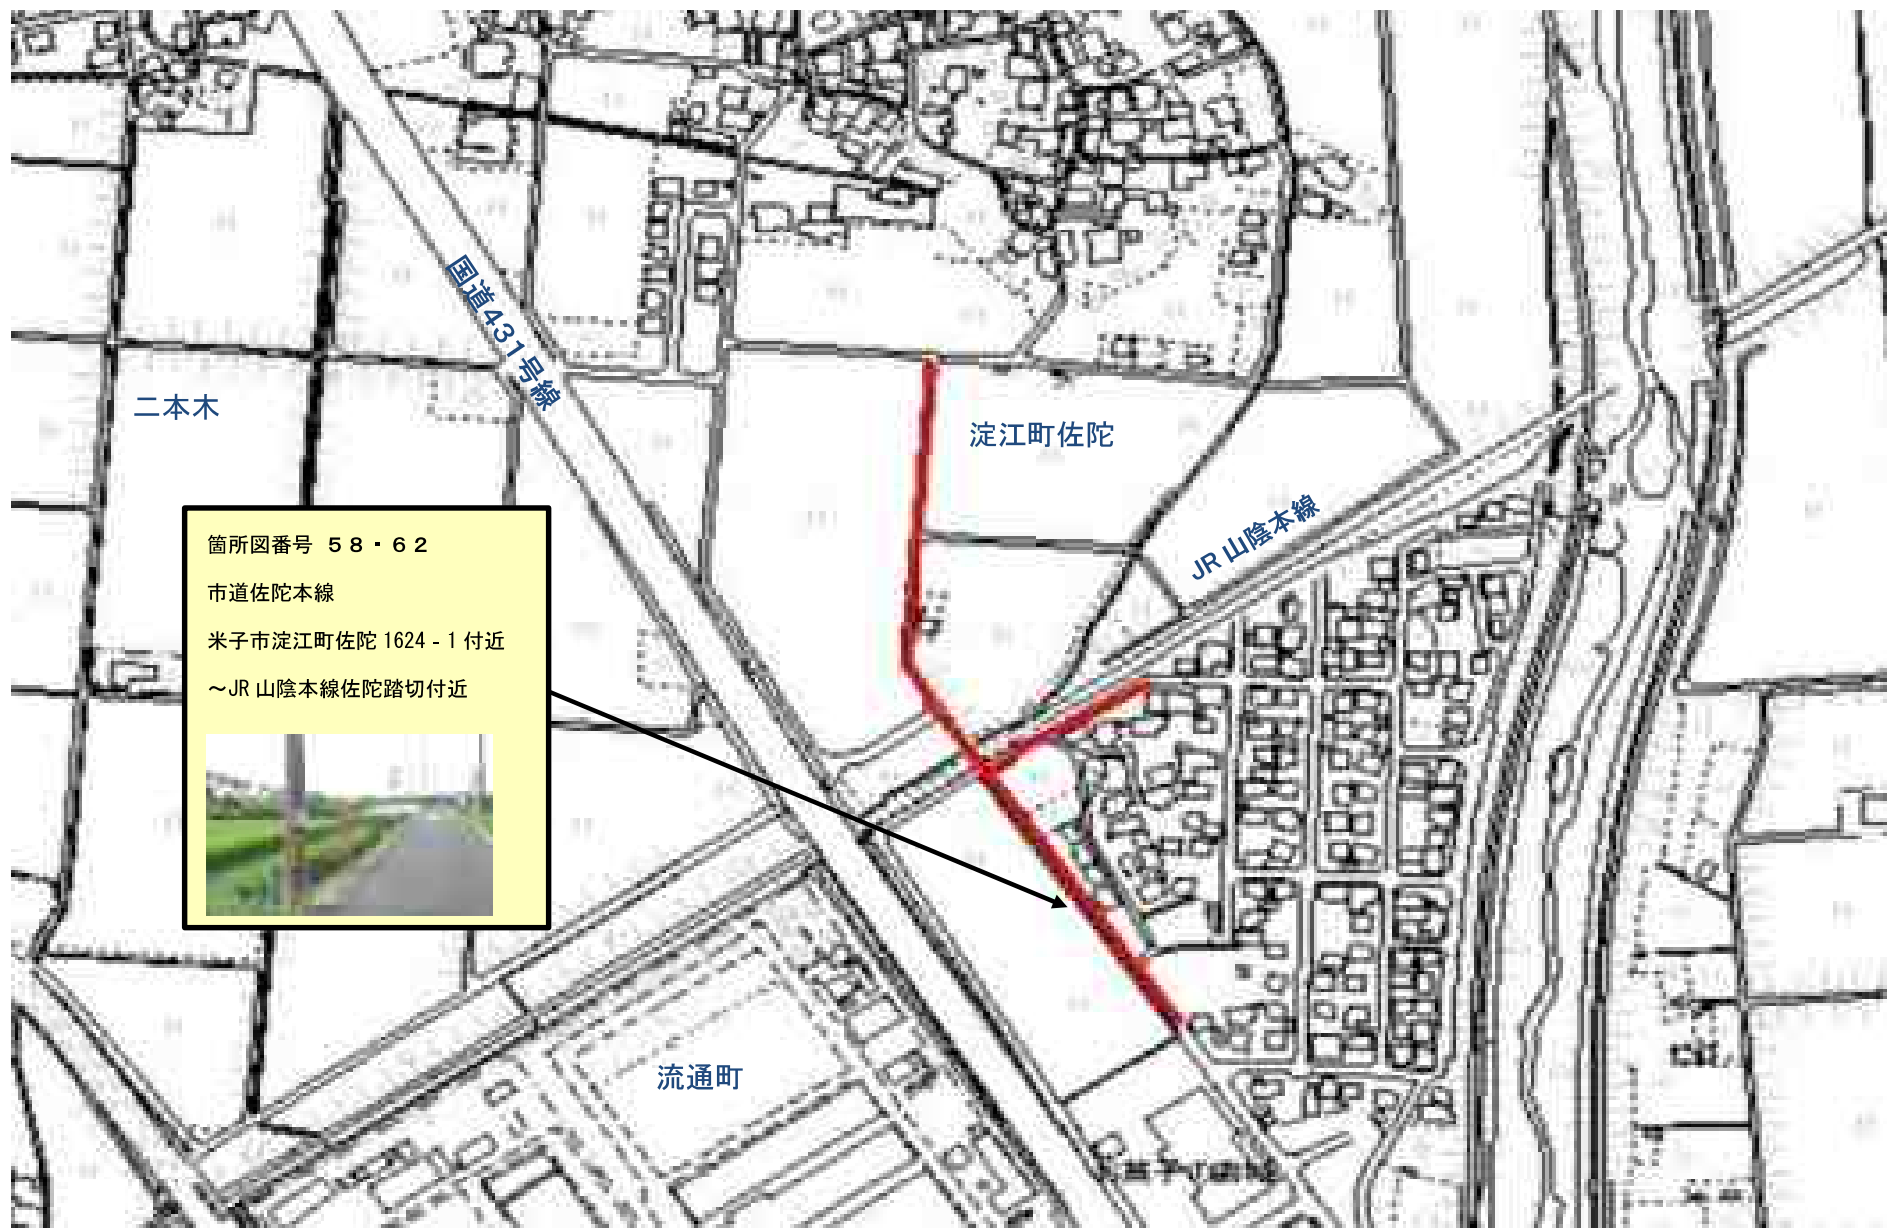 国道431号線
二本木
淀江町佐陀
JR 山陰本線
箇所図番号 ５８・６２
市道佐陀本線
米子市淀江町佐陀 1624‐1 付近
～JR 山陰本線佐陀踏切付近
流通町